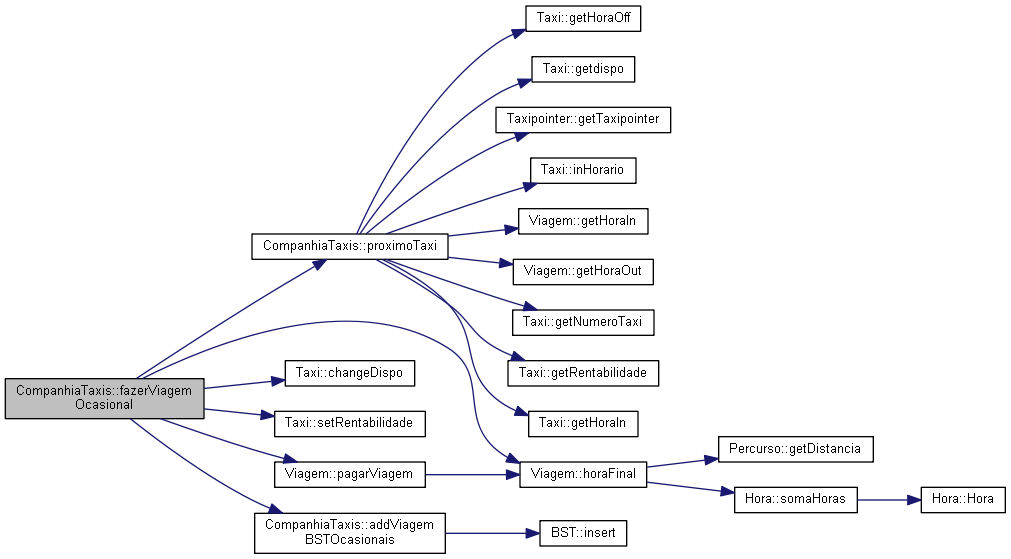 Taxi::getHoraOff
Taxi::getdispo
Taxipointer::getTaxipointer
Taxi::inHorario
Viagem::getHoraIn
CompanhiaTaxis::proximoTaxi
Viagem::getHoraOut
Taxi::getNumeroTaxi
Taxi::changeDispo
Taxi::getRentabilidade
CompanhiaTaxis::fazerViagem
Ocasional
Taxi::setRentabilidade
Taxi::getHoraIn
Percurso::getDistancia
Viagem::pagarViagem
Viagem::horaFinal
Hora::somaHoras
Hora::Hora
CompanhiaTaxis::addViagem
BSTOcasionais
BST::insert